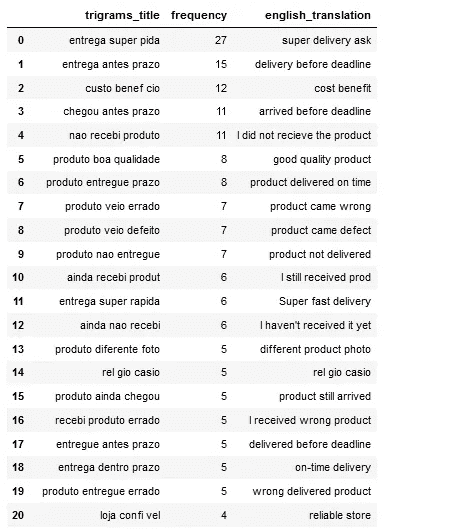 trigrams_title frequency english_translation
0 entrega super pida 27 super delivery ask
1 entrega antes prazo 15 delivery before deadline
2 custo benef cio 12 cost benefit
3 chegou antes prazo 11 arrived before deadline
4 nao recebi produto 11 I did not recieve the product
5 produto boa qualidade 8 good quality product
6 produto entregue prazo 8 product delivered on time
7 produto veio errado 7 product came wrong
8 produto veio defeito 7 product came defect
9 produto nao entregue 7 product not delivered
10 ainda recebi produt 6 I still received prod
11 entrega super rapida 6 Super fast delivery
12 ainda nao recebi 6 I haven't received it yet
13 produto diferente foto 5 different product photo
14 rel gio casio 5 rel gio casio
15 produto ainda chegou 5 product still arrived
16 recebi produto errado 5 I received wrong product
17 entregue antes prazo 5 delivered before deadline
18 entrega dentro prazo 5 on-time delivery
19 produto entregue errado 5 wrong delivered product
20 loja confi vel 4 reliable store